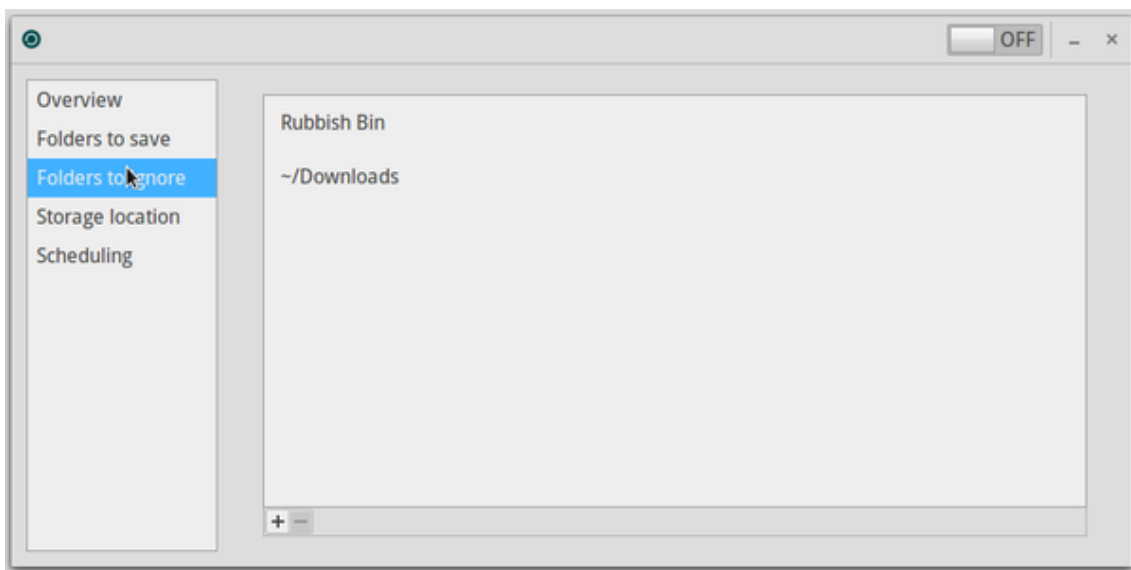 OFF
Overview
Folders to save
Folders to ignore
Storage location
Scheduling
Rubbish Bin
~/Downloads